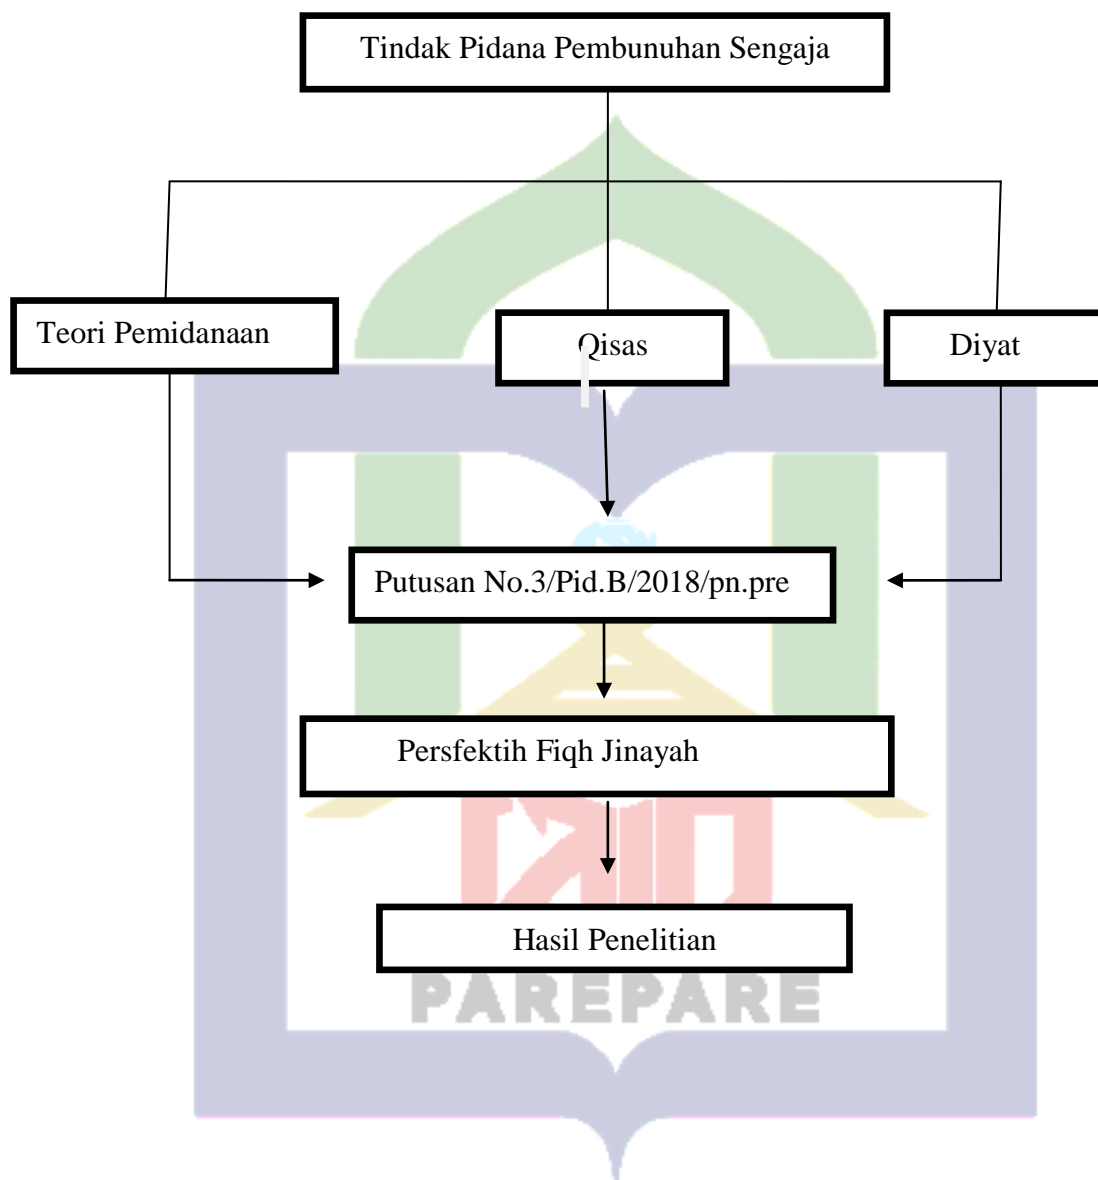 Tindak Pidana Pembunuhan Sengaja
Teori Pemidanaan
Qisas
Diyat
Putusan No.3/Pid.B/2018/pn.pre
Persfektih Fiqh Jinayah
Hasil Penelitian
PAREPARE